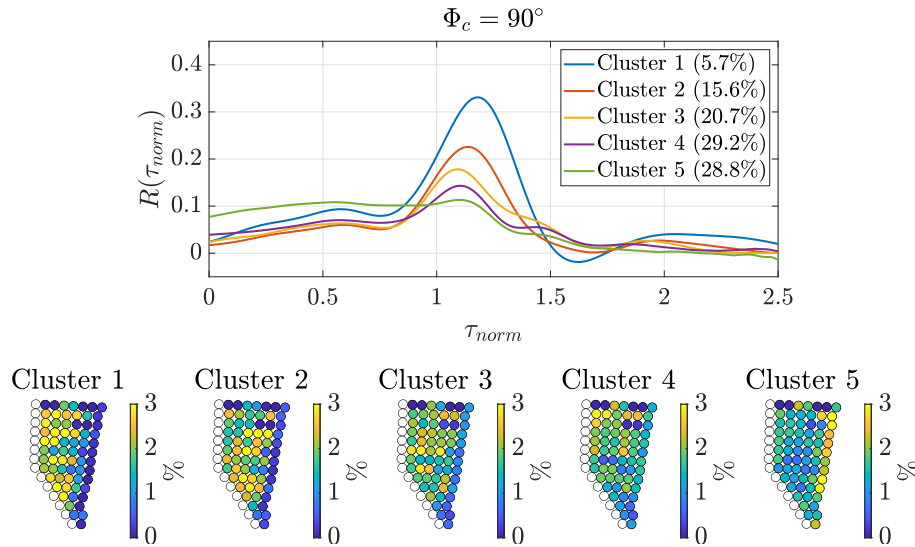 Φ_c = 90°
R(τ_norm)
0.4
0.3
0.2
0.1
0
Cluster 1 (5.7%)
Cluster 2 (15.6%)
Cluster 3 (20.7%)
Cluster 4 (29.2%)
Cluster 5 (28.8%)
0 0.5 1 1.5 2 2.5
τ_norm
Cluster 1 Cluster 2 Cluster 3 Cluster 4 Cluster 5
3 3 3 3 3
2 2 2 2 2
% % % % %
1 1 1 1 1
0 0 0 0 0